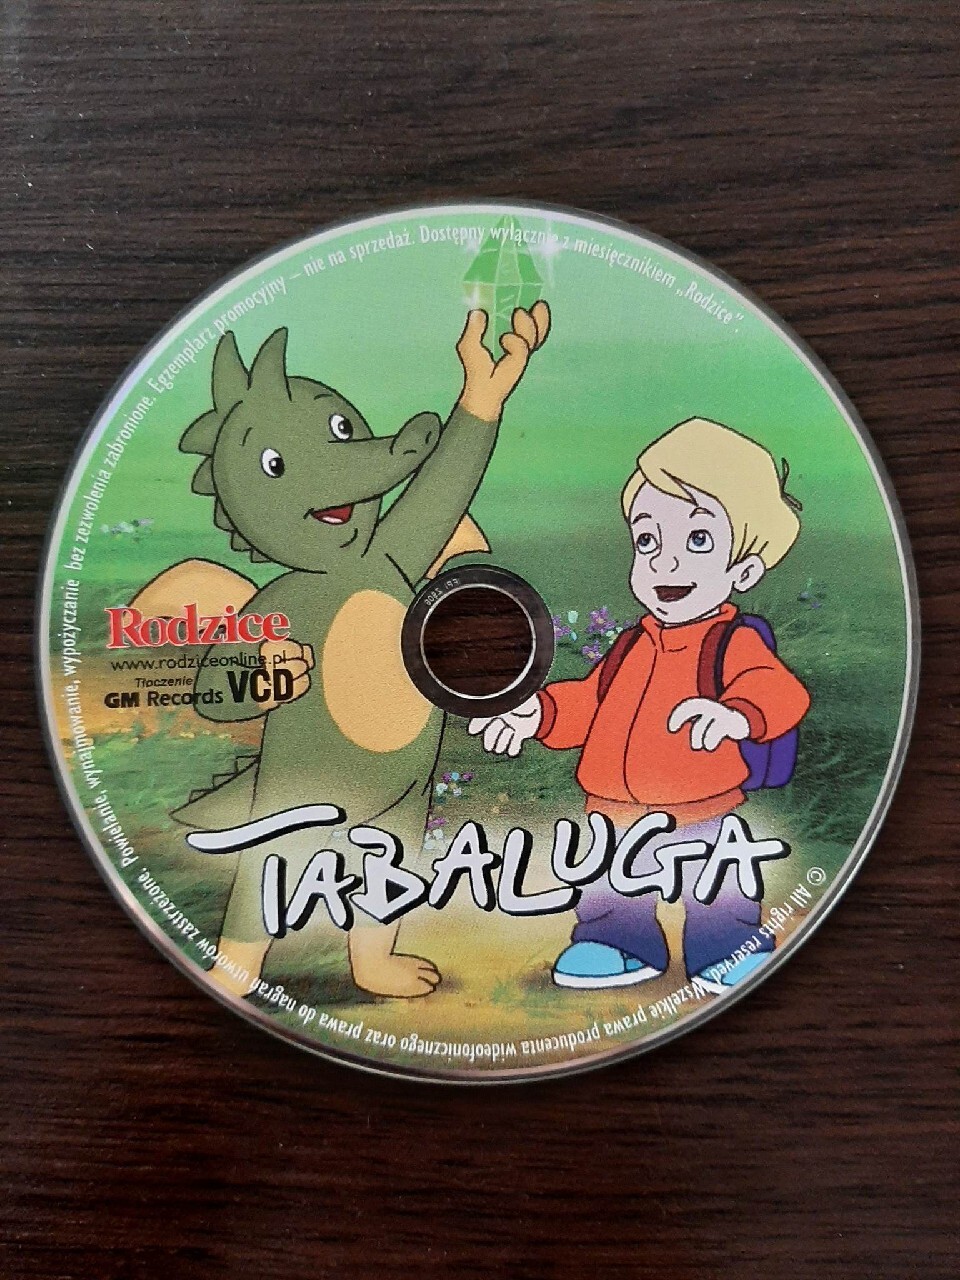 © All rights reserved. Wszelkie prawa producenta wideofonicznego oraz prawa do nagrań utworów zastrzeżone. Powielanie, wynajmowanie, wypożyczanie bez zezwolenia zabronione. Egzemplarz promocyjny – nie na sprzedaż. Dostępny wyłącznie z miesięcznikiem „Rodzice”.
Rodzice
www.rodziceonline.pl
Tłoczenie
GM Records VCD
TABALUGA